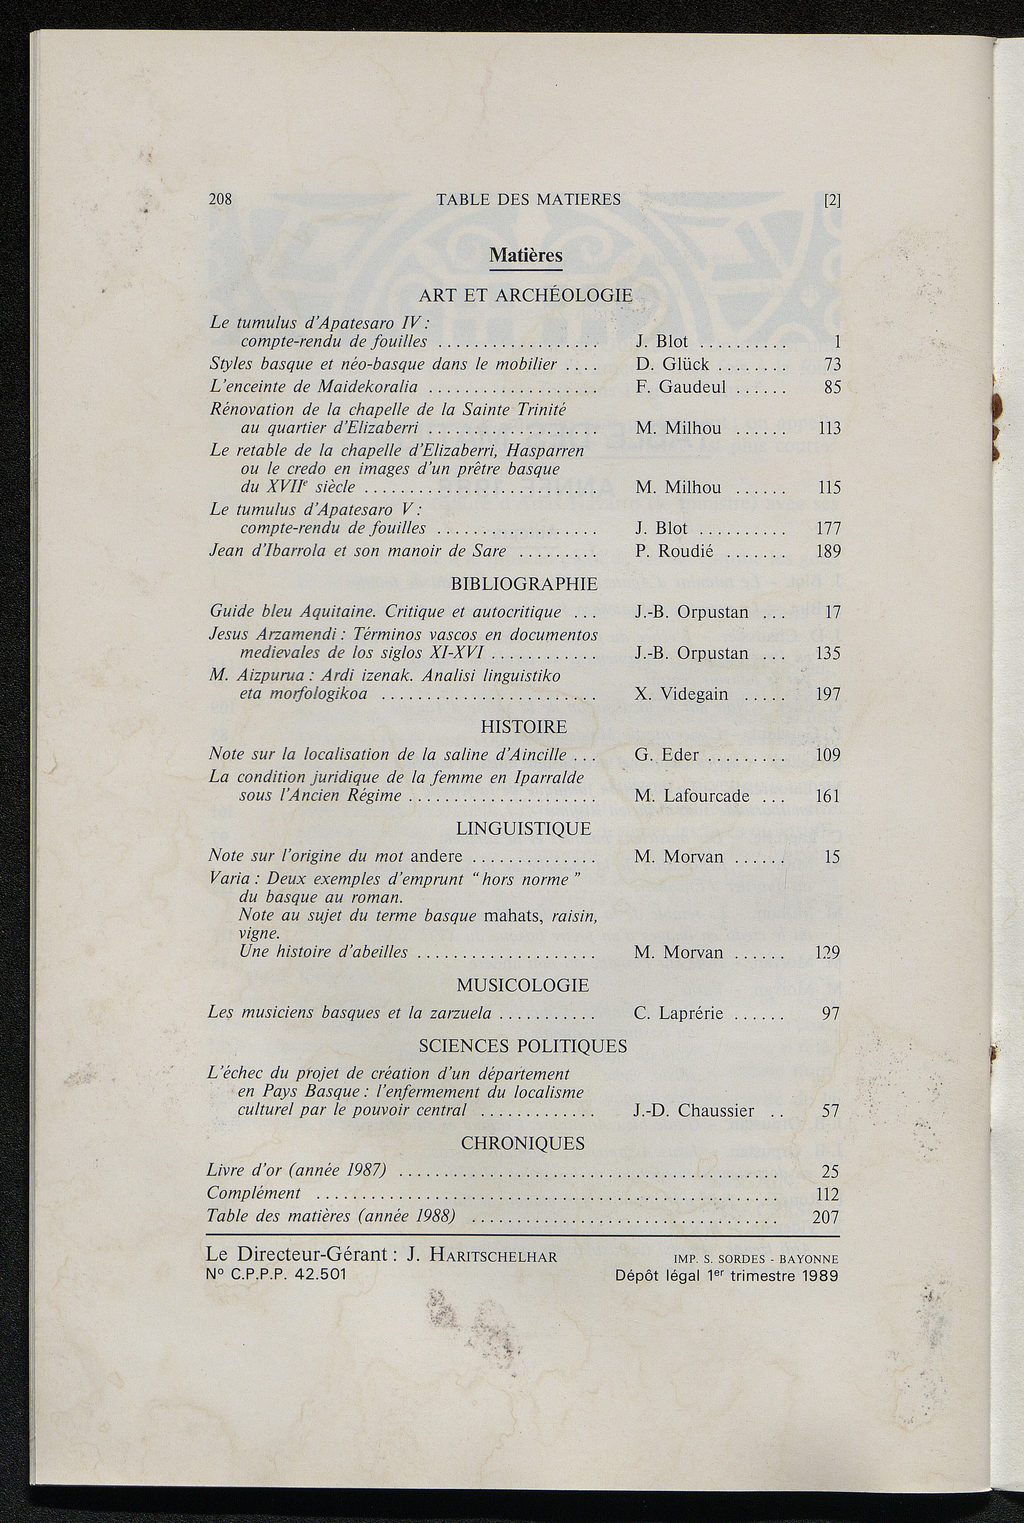 208 TABLE DES MATIERES [2]
Matières
ART ET ARCHÉOLOGIE
Le tumulus d'Apatesaro IV :
compte-rendu de fouilles .................. J. Blot .......... 1
Styles basque et néo-basque dans le mobilier .... D. Glück ........ 73
L'enceinte de Maidekoralia ................... F. Gaudeul ...... 85
Rénovation de la chapelle de la Sainte Trinité
au quartier d'Elizaberri ................... M. Milhou ...... 113
Le retable de la chapelle d'Elizaberri, Hasparren
ou le credo en images d'un prêtre basque
du XVIIe siècle .......................... M. Milhou ...... 115
Le tumulus d'Apatesaro V :
compte-rendu de fouilles .................. J. Blot .......... 177
Jean d'Ibarrola et son manoir de Sare ......... P. Roudié ....... 189
BIBLIOGRAPHIE
Guide bleu Aquitaine. Critique et autocritique ... J.-B. Orpustan ... 17
Jesus Arzamendi : Términos vascos en documentos
medievales de los siglos XI-XVI ............ J.-B. Orpustan ... 135
M. Aizpurua : Ardi izenak. Analisi linguistiko
eta morfologikoa ........................ X. Videgain ..... 197
HISTOIRE
Note sur la localisation de la saline d'Aincille ... G. Eder ......... 109
La condition juridique de la femme en Iparralde
sous l'Ancien Régime ..................... M. Lafourcade ... 161
LINGUISTIQUE
Note sur l'origine du mot andere .............. M. Morvan ...... 15
Varia : Deux exemples d'emprunt "hors norme"
du basque au roman.
Note au sujet du terme basque mahats, raisin,
vigne.
Une histoire d'abeilles .................... M. Morvan ...... 129
MUSICOLOGIE
Les musiciens basques et la zarzuela ........... C. Laprérie ...... 97
SCIENCES POLITIQUES
L'échec du projet de création d'un département
en Pays Basque : l'enfermement du localisme
culturel par le pouvoir central ............. J.-D. Chaussier .. 57
CHRONIQUES
Livre d'or (année 1987) .......................................... 25
Complément ................................................... 112
Table des matières (année 1988) .................................. 207
Le Directeur-Gérant : J. HARITSCHELHAR IMP. S. SORDES - BAYONNE
N° C.P.P.P. 42.501 Dépôt légal 1er trimestre 1989